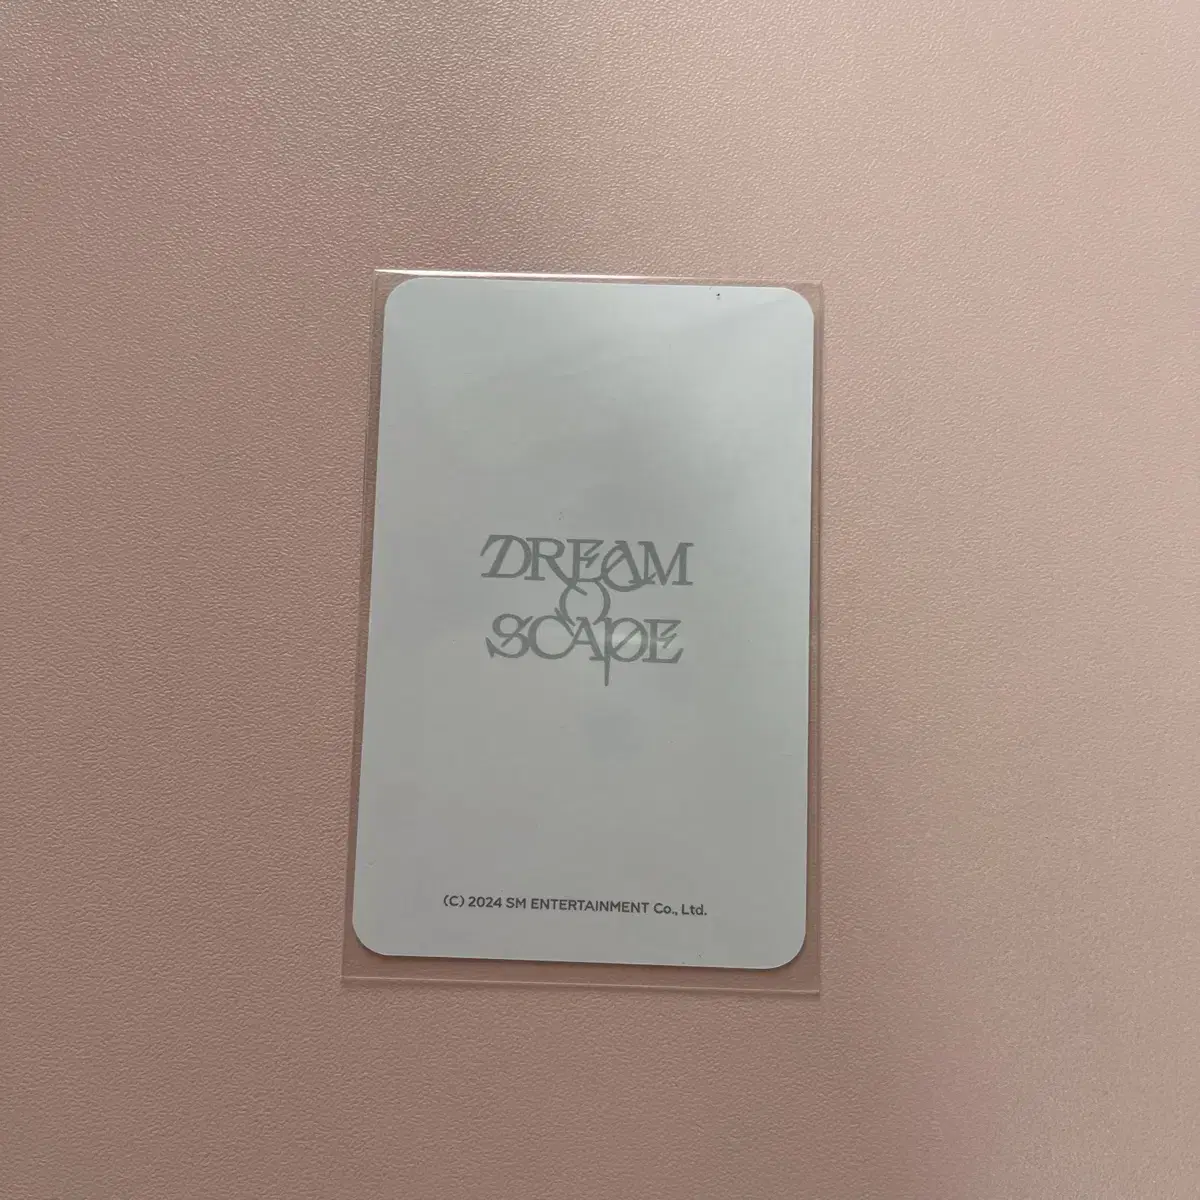 DREAM
SCAPE
(C) 2024 SM ENTERTAINMENT Co., Ltd.